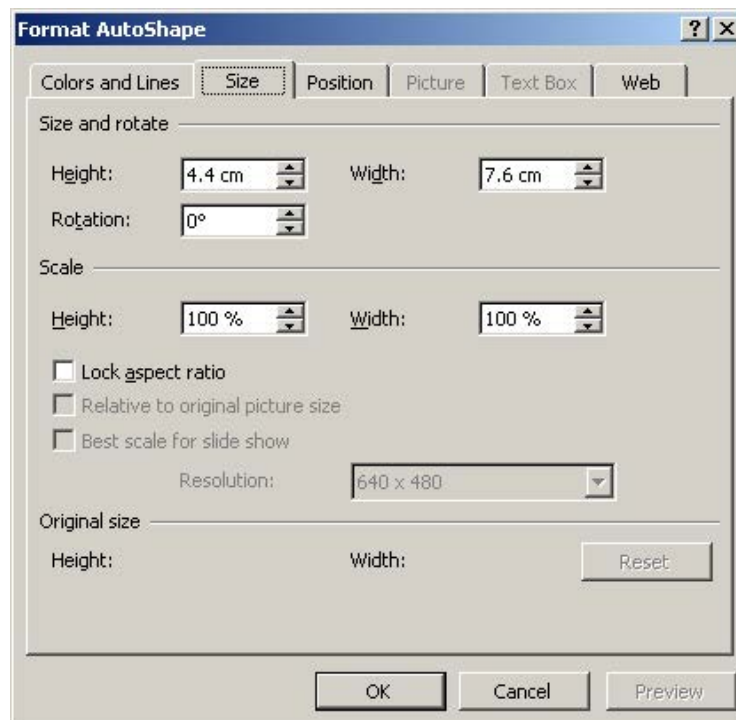 Format AutoShape
Colors and Lines Size Position Picture Text Box Web
Size and rotate
Height: 4.4 cm Width: 7.6 cm
Rotation: 0°
Scale
Height: 100 % Width: 100 %
Lock aspect ratio
Relative to original picture size
Best scale for slide show
Resolution: 640 x 480
Original size
Height: Width: Reset
OK Cancel Preview